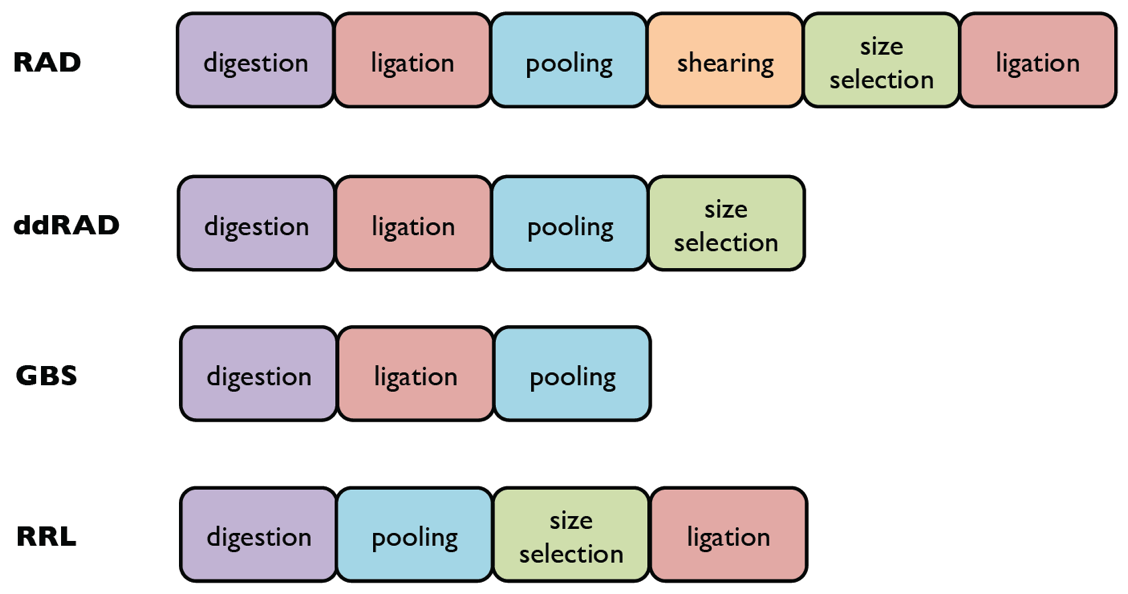 RAD
digestion
ligation
pooling
shearing
size
selection
ligation
ddRAD
digestion
ligation
pooling
size
selection
GBS
digestion
ligation
pooling
RRL
digestion
pooling
size
selection
ligation